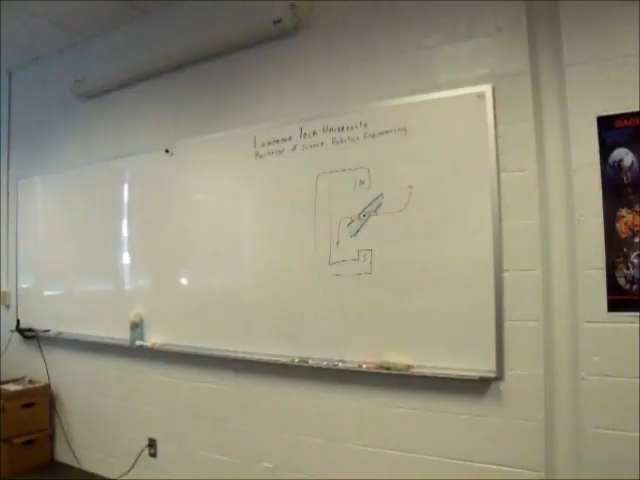 Lawrence Tech University
Bachelor of Science Robotics Engineering
N
S